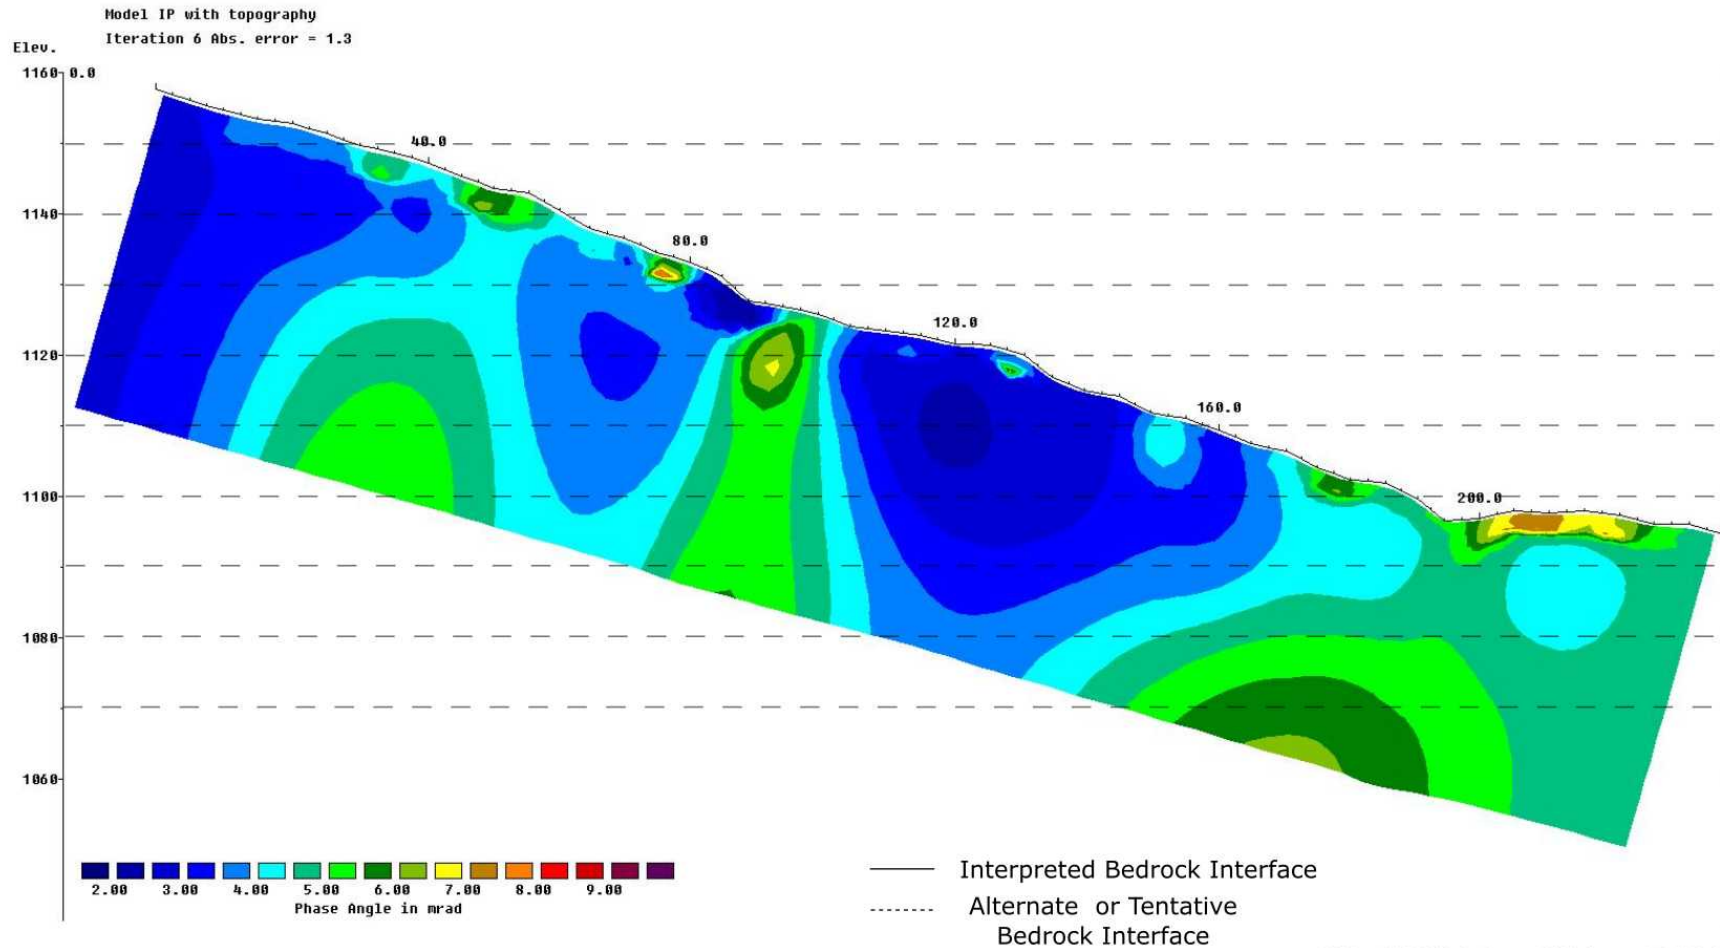 Model IP with topography
Iteration 6 Abs. error = 1.3
Elev.
1160 0.0
40.0
1140
80.0
120.0
1120
160.0
1100
200.0
1080
1060
2.00 3.00 4.00 5.00 6.00 7.00 8.00 9.00
Phase Angle in mrad
Interpreted Bedrock Interface
Alternate or Tentative
Bedrock Interface